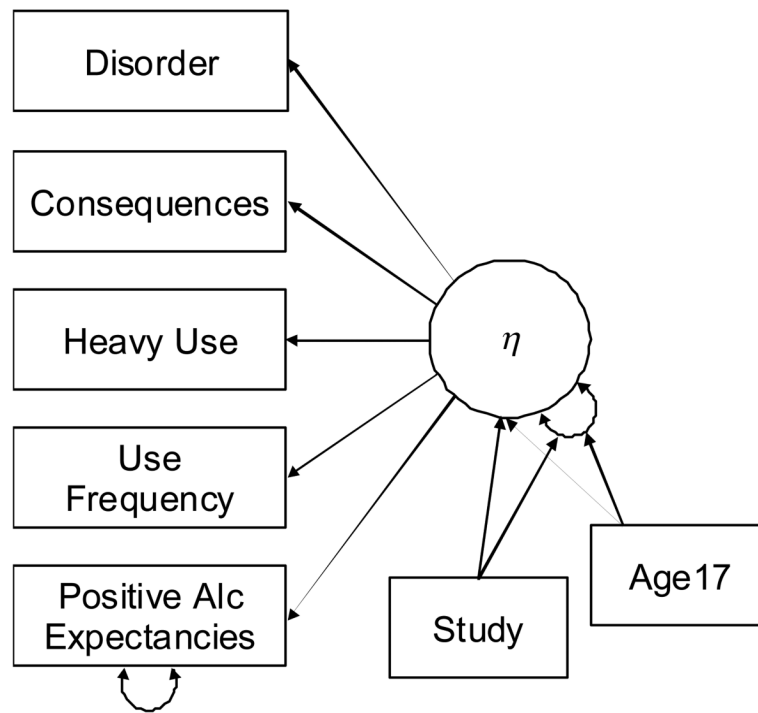 Disorder
Consequences
Heavy Use
η
Use
Frequency
Positive Alc
Expectancies
Study
Age17